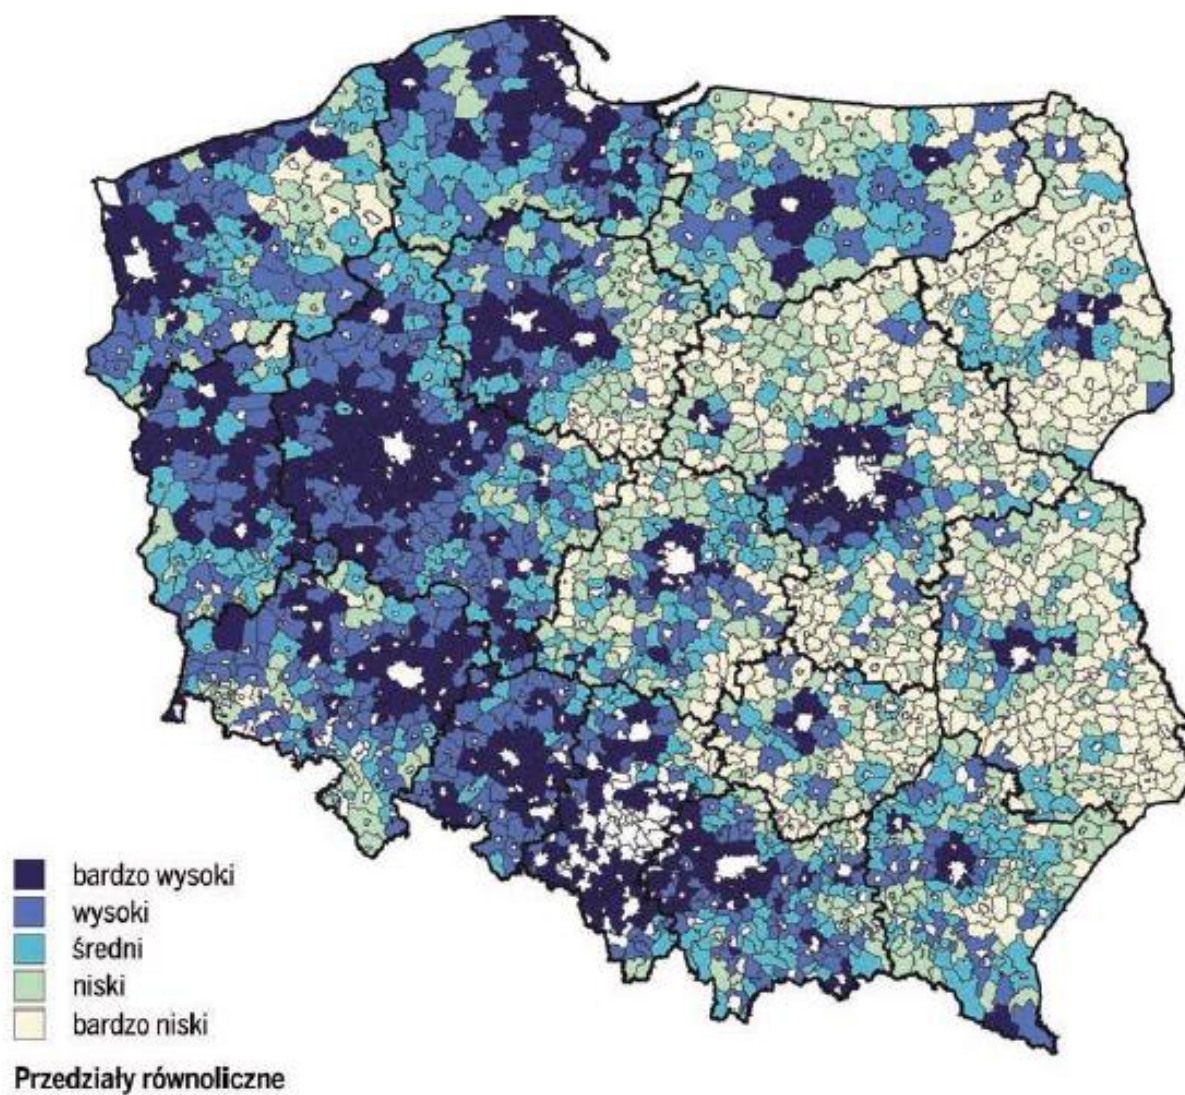 bardzo wysoki
wysoki
średni
niski
bardzo niski
Przedziały równoliczne